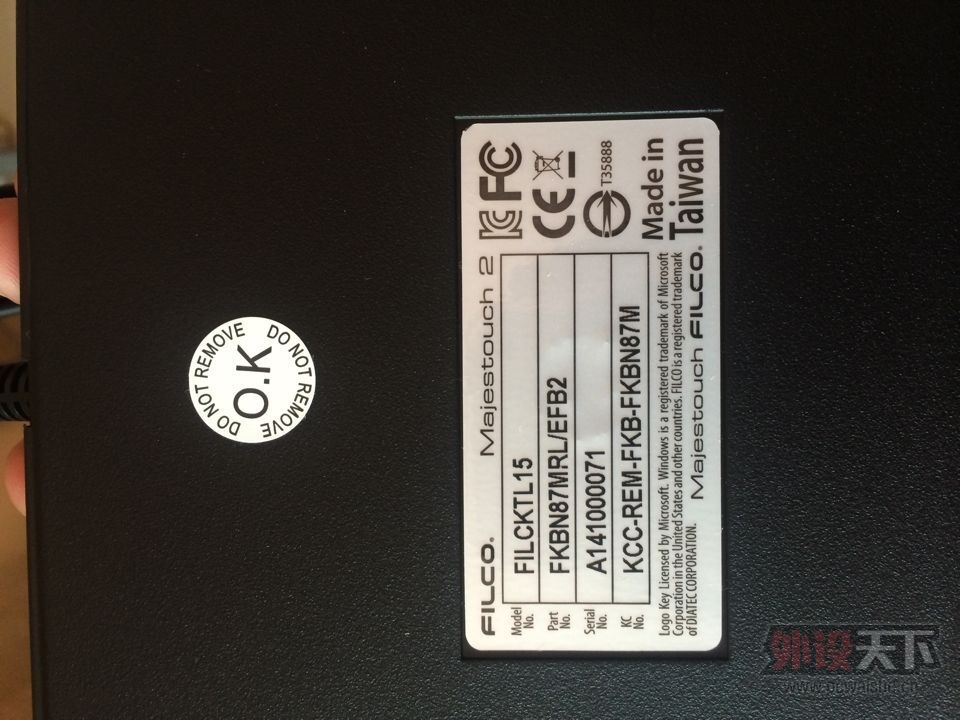 DO NOT REMOVE
O.K
DO NOT REMOVE
FILCO. Majestouch 2
Model No. FILCKTL15
Part No. FKBN87MRL/EFB2
Serial No. A141000071
KC No. KCC-REM-FKB-FKBN87M
FC
CE
T35888
Made in
Taiwan
Logo Key Licensed by Microsoft. Windows is a registered trademark of Microsoft
Corporation in the United States and other countries. FILCO is a registered trademark
of DIATEC CORPORATION.
Majestouch FILCO.
外设天下